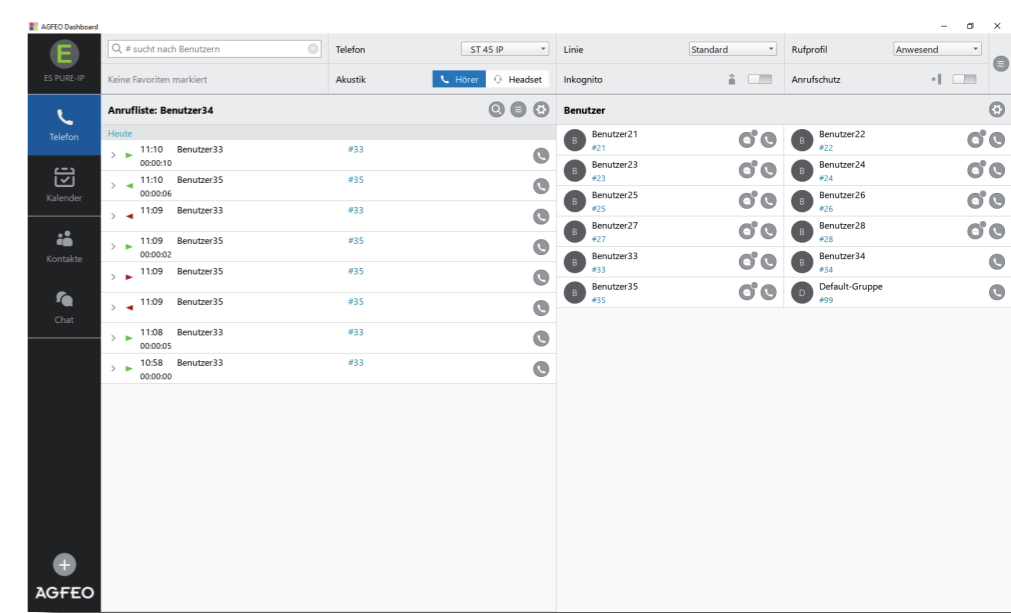 AGFEO Dashboard
E
ES PURE-IP
# sucht nach Benutzern
Telefon
ST 45 IP
Linie
Standard
Rufprofil
Anwesend
Keine Favoriten markiert
Akustik
Hörer
Headset
Inkognito
Anrufschutz
Telefon
Kalender
Kontakte
Chat
AGFEO
Anrufliste: Benutzer34
Heute
11:10 Benutzer33 #33
00:00:10
11:10 Benutzer35 #35
00:00:06
11:09 Benutzer33 #33
11:09 Benutzer35 #35
00:00:02
11:09 Benutzer35 #35
11:09 Benutzer35 #35
11:08 Benutzer33 #33
00:00:05
10:58 Benutzer33 #33
00:00:00
Benutzer
B Benutzer21
#21
B Benutzer22
#22
B Benutzer23
#23
B Benutzer24
#24
B Benutzer25
#25
B Benutzer26
#26
B Benutzer27
#27
B Benutzer28
#28
B Benutzer33
#33
B Benutzer34
#34
B Benutzer35
#35
D Default-Gruppe
#99